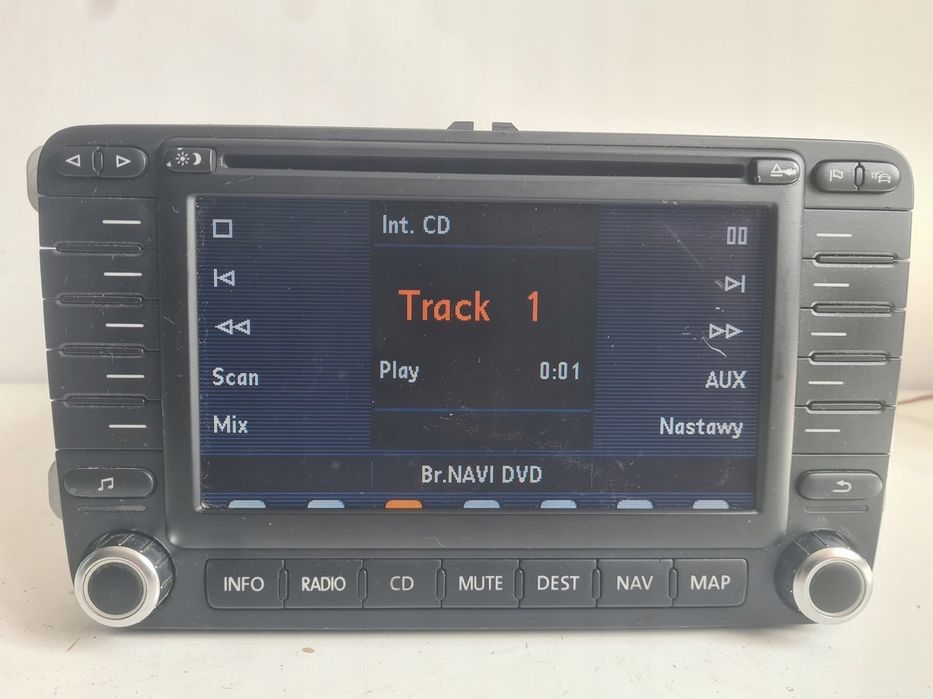 Int. CD
Track 1
Play 0:01
Scan
AUX
Mix
Nastawy
Br.NAVI DVD
INFO RADIO CD MUTE DEST NAV MAP